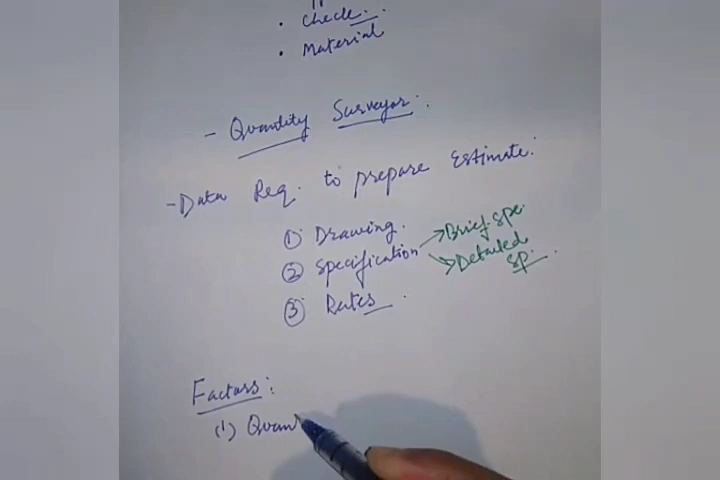 • Check.
• Material
- Quantity Surveyor:
- Data Req. to prepare Estimate:
① Drawing.
② Specification → Brief. Spe.
→ Detailed Sp.
③ Rates.
Factors:
(1) Quant